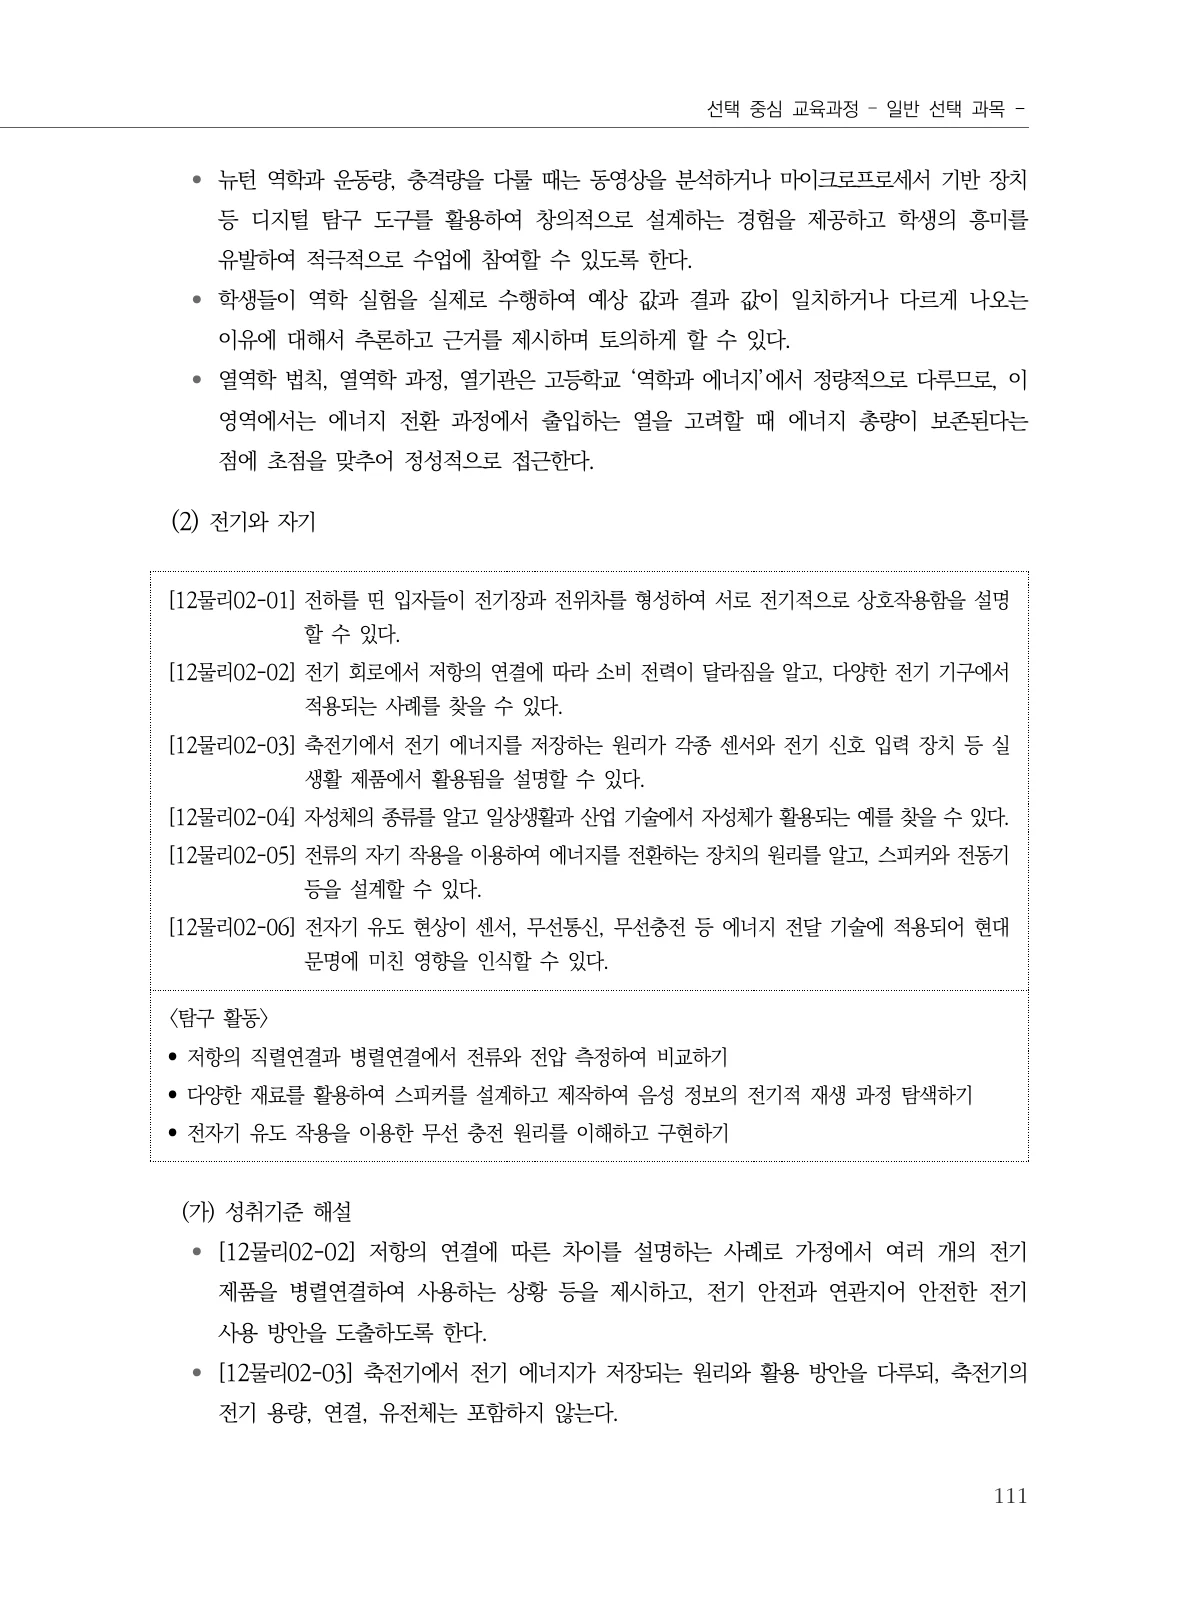 선택 중심 교육과정 - 일반 선택 과목 -
• 뉴턴 역학과 운동량, 충격량을 다룰 때는 동영상을 분석하거나 마이크로프로세서 기반 장치
등 디지털 탐구 도구를 활용하여 창의적으로 설계하는 경험을 제공하고 학생의 흥미를
유발하여 적극적으로 수업에 참여할 수 있도록 한다.
• 학생들이 역학 실험을 실제로 수행하여 예상 값과 결과 값이 일치하거나 다르게 나오는
이유에 대해서 추론하고 근거를 제시하며 토의하게 할 수 있다.
• 열역학 법칙, 열역학 과정, 열기관은 고등학교 ‘역학과 에너지’에서 정량적으로 다루므로, 이
영역에서는 에너지 전환 과정에서 출입하는 열을 고려할 때 에너지 총량이 보존된다는
점에 초점을 맞추어 정성적으로 접근한다.
(2) 전기와 자기
[12물리02-01] 전하를 띤 입자들이 전기장과 전위차를 형성하여 서로 전기적으로 상호작용함을 설명
할 수 있다.
[12물리02-02] 전기 회로에서 저항의 연결에 따라 소비 전력이 달라짐을 알고, 다양한 전기 기구에서
적용되는 사례를 찾을 수 있다.
[12물리02-03] 축전기에서 전기 에너지를 저장하는 원리가 각종 센서와 전기 신호 입력 장치 등 실
생활 제품에서 활용됨을 설명할 수 있다.
[12물리02-04] 자성체의 종류를 알고 일상생활과 산업 기술에서 자성체가 활용되는 예를 찾을 수 있다.
[12물리02-05] 전류의 자기 작용을 이용하여 에너지를 전환하는 장치의 원리를 알고, 스피커와 전동기
등을 설계할 수 있다.
[12물리02-06] 전자기 유도 현상이 센서, 무선통신, 무선충전 등 에너지 전달 기술에 적용되어 현대
문명에 미친 영향을 인식할 수 있다.
〈탐구 활동〉
• 저항의 직렬연결과 병렬연결에서 전류와 전압 측정하여 비교하기
• 다양한 재료를 활용하여 스피커를 설계하고 제작하여 음성 정보의 전기적 재생 과정 탐색하기
• 전자기 유도 작용을 이용한 무선 충전 원리를 이해하고 구현하기
(가) 성취기준 해설
• [12물리02-02] 저항의 연결에 따른 차이를 설명하는 사례로 가정에서 여러 개의 전기
제품을 병렬연결하여 사용하는 상황 등을 제시하고, 전기 안전과 연관지어 안전한 전기
사용 방안을 도출하도록 한다.
• [12물리02-03] 축전기에서 전기 에너지가 저장되는 원리와 활용 방안을 다루되, 축전기의
전기 용량, 연결, 유전체는 포함하지 않는다.
111